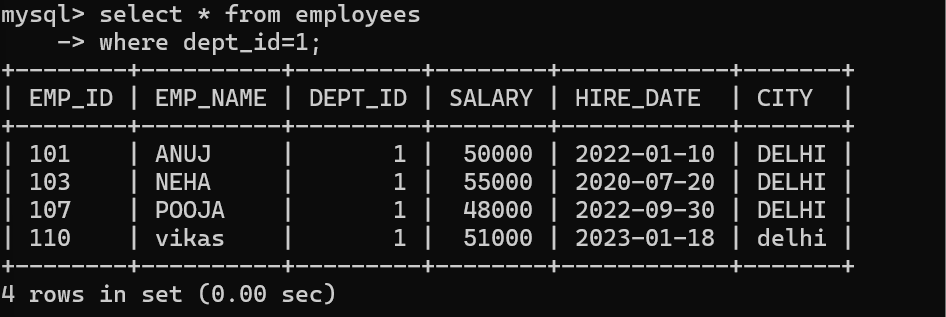 mysql> select * from employees
    -> where dept_id=1;
+--------+----------+---------+--------+------------+-------+
| EMP_ID | EMP_NAME | DEPT_ID | SALARY | HIRE_DATE  | CITY  |
+--------+----------+---------+--------+------------+-------+
| 101    | ANUJ     |       1 |  50000 | 2022-01-10 | DELHI |
| 103    | NEHA     |       1 |  55000 | 2020-07-20 | DELHI |
| 107    | POOJA    |       1 |  48000 | 2022-09-30 | DELHI |
| 110    | vikas    |       1 |  51000 | 2023-01-18 | delhi |
+--------+----------+---------+--------+------------+-------+
4 rows in set (0.00 sec)